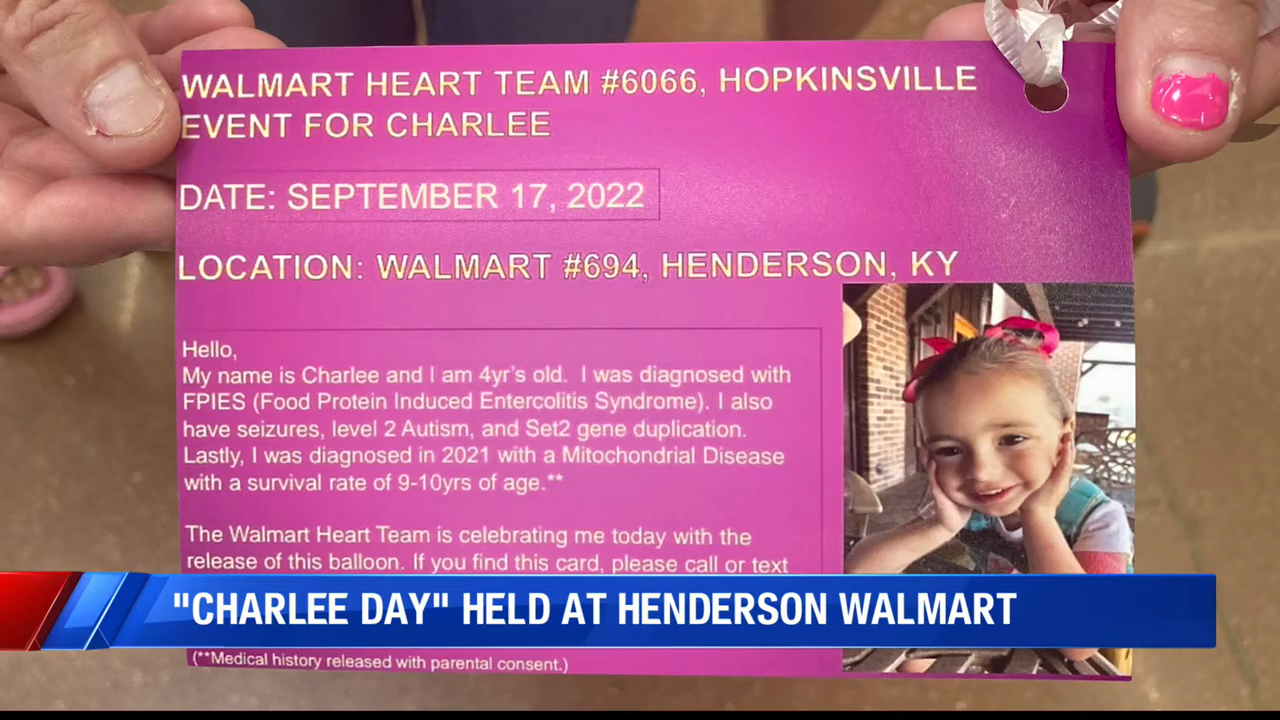 WALMART HEART TEAM #6066, HOPKINSVILLE
EVENT FOR CHARLEE
DATE: SEPTEMBER 17, 2022
LOCATION: WALMART #694, HENDERSON, KY
Hello,
My name is Charlee and I am 4yr's old. I was diagnosed with
FPIES (Food Protein Induced Entercolitis Syndrome). I also
have seizures, level 2 Autism, and Set2 gene duplication.
Lastly, I was diagnosed in 2021 with a Mitochondrial Disease
with a survival rate of 9-10yrs of age.**
The Walmart Heart Team is celebrating me today with the
release of this balloon. If you find this card, please call or text
"CHARLEE DAY" HELD AT HENDERSON WALMART
(**Medical history released with parental consent.)